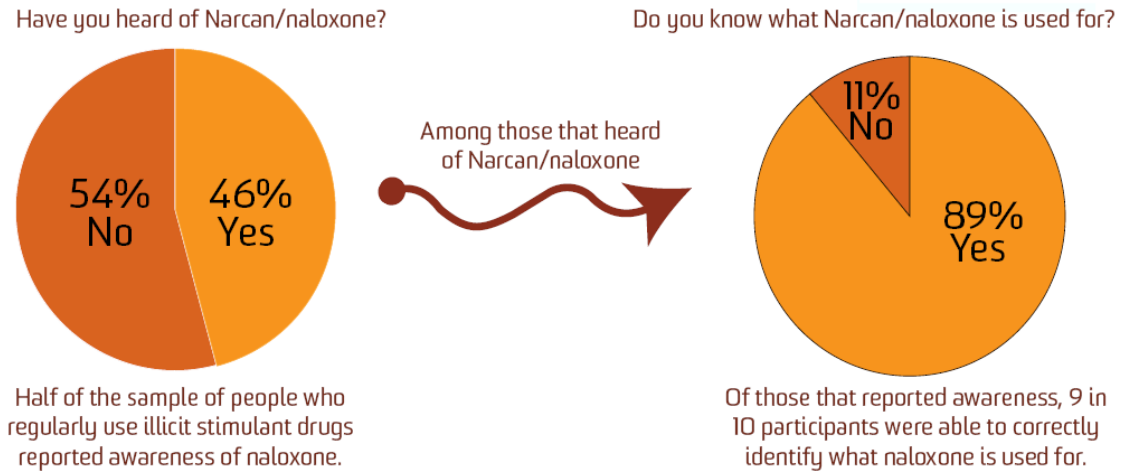 Have you heard of Narcan/naloxone?
54%
No
46%
Yes
Half of the sample of people who
regularly use illicit stimulant drugs
reported awareness of naloxone.
Among those that heard
of Narcan/naloxone
Do you know what Narcan/naloxone is used for?
11%
No
89%
Yes
Of those that reported awareness, 9 in
10 participants were able to correctly
identify what naloxone is used for.